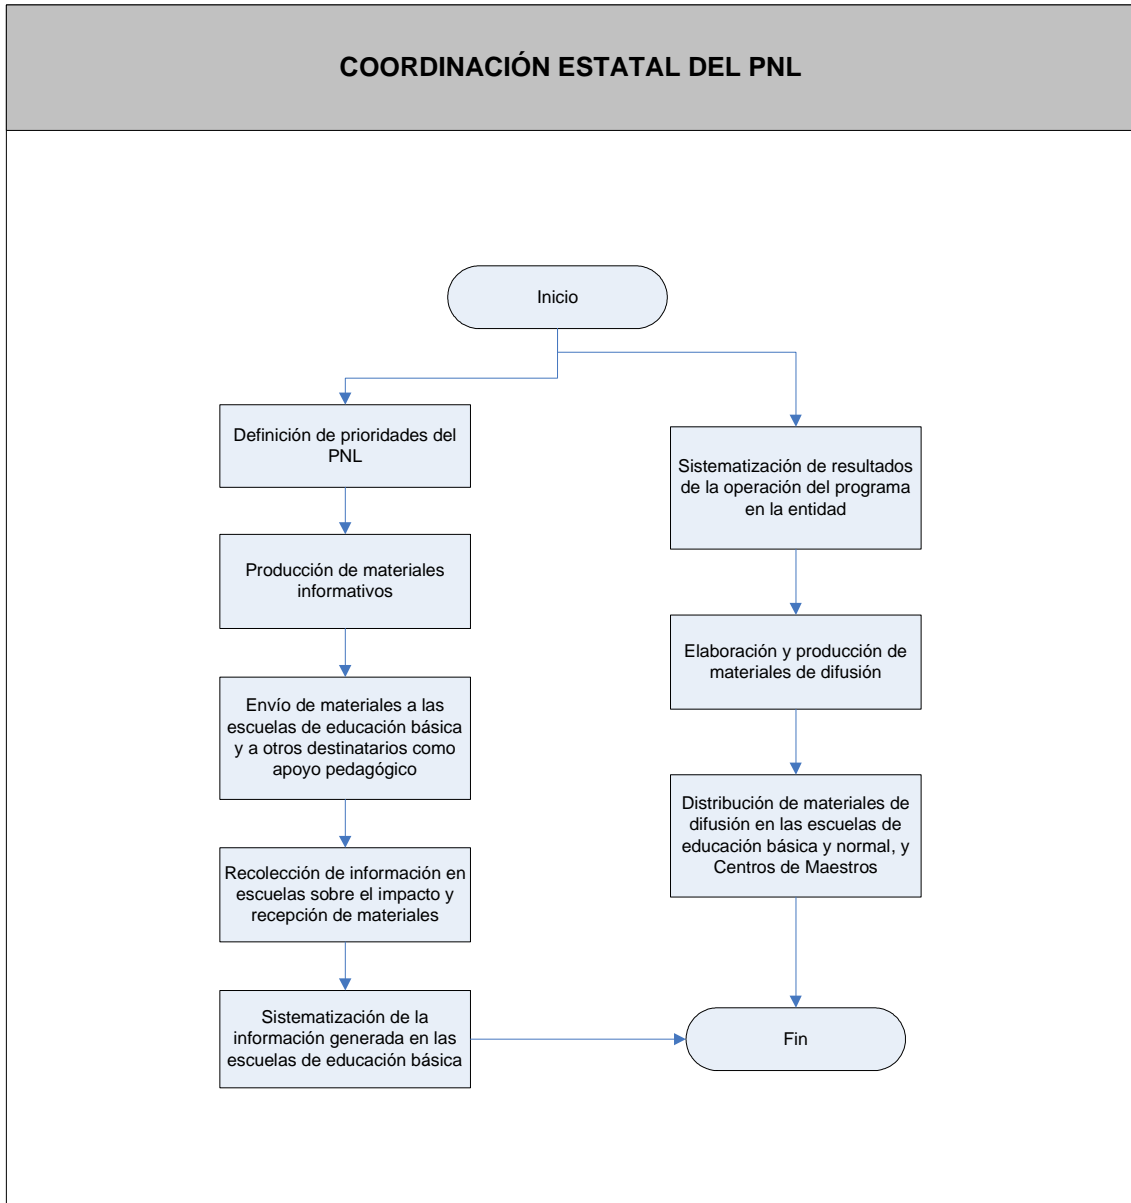 COORDINACIÓN ESTATAL DEL PNL
Inicio
Definición de prioridades del
PNL
Producción de materiales
informativos
Envío de materiales a las
escuelas de educación básica
y a otros destinatarios como
apoyo pedagógico
Recolección de información en
escuelas sobre el impacto y
recepción de materiales
Sistematización de la
información generada en las
escuelas de educación básica
Sistematización de resultados
de la operación del programa
en la entidad
Elaboración y producción de
materiales de difusión
Distribución de materiales de
difusión en las escuelas de
educación básica y normal, y
Centros de Maestros
Fin